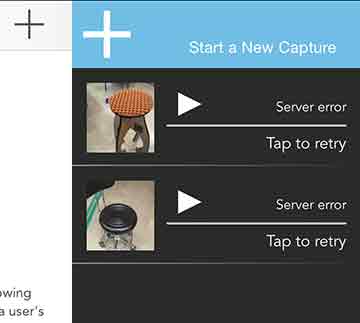 Start a New Capture
Server error
Tap to retry
Server error
Tap to retry
owing
a user's